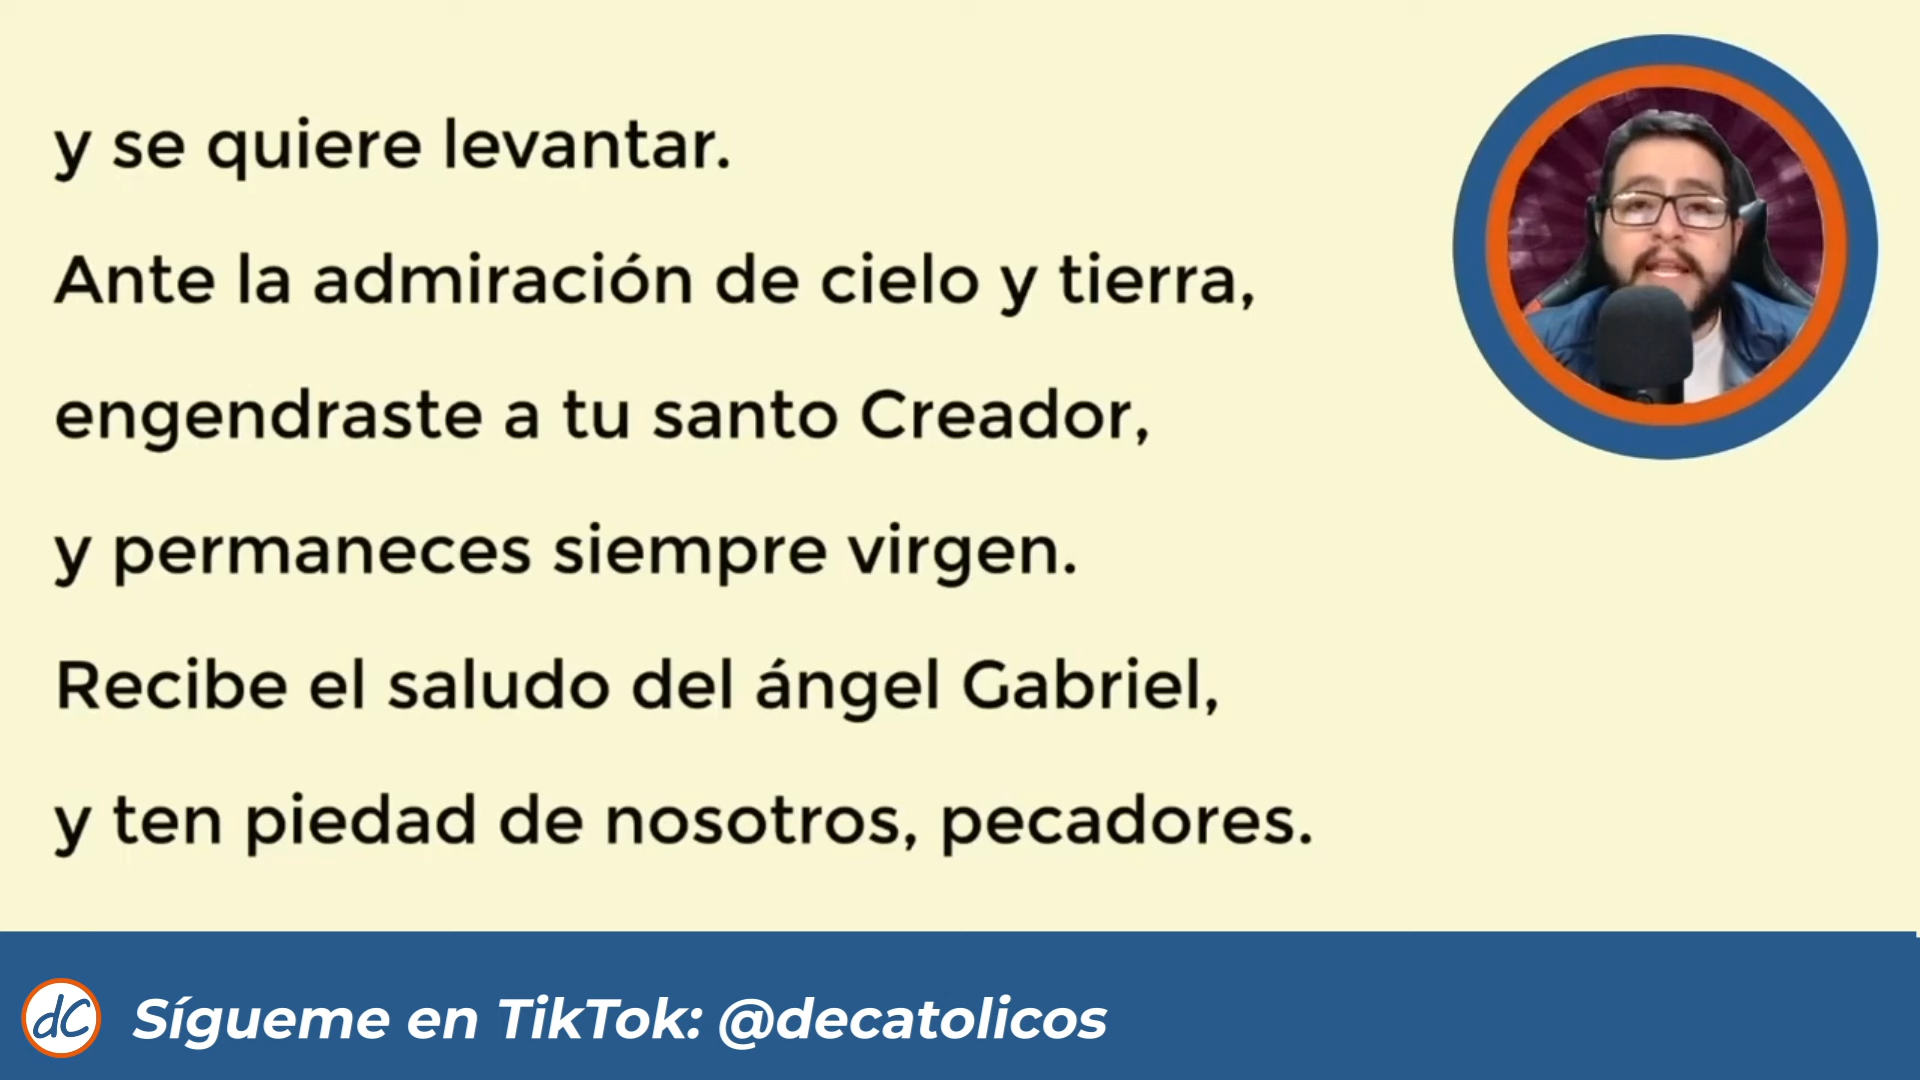 y se quiere levantar.
Ante la admiración de cielo y tierra,
engendraste a tu santo Creador,
y permaneces siempre virgen.
Recibe el saludo del ángel Gabriel,
y ten piedad de nosotros, pecadores.
dC Sígueme en TikTok: @decatolicos